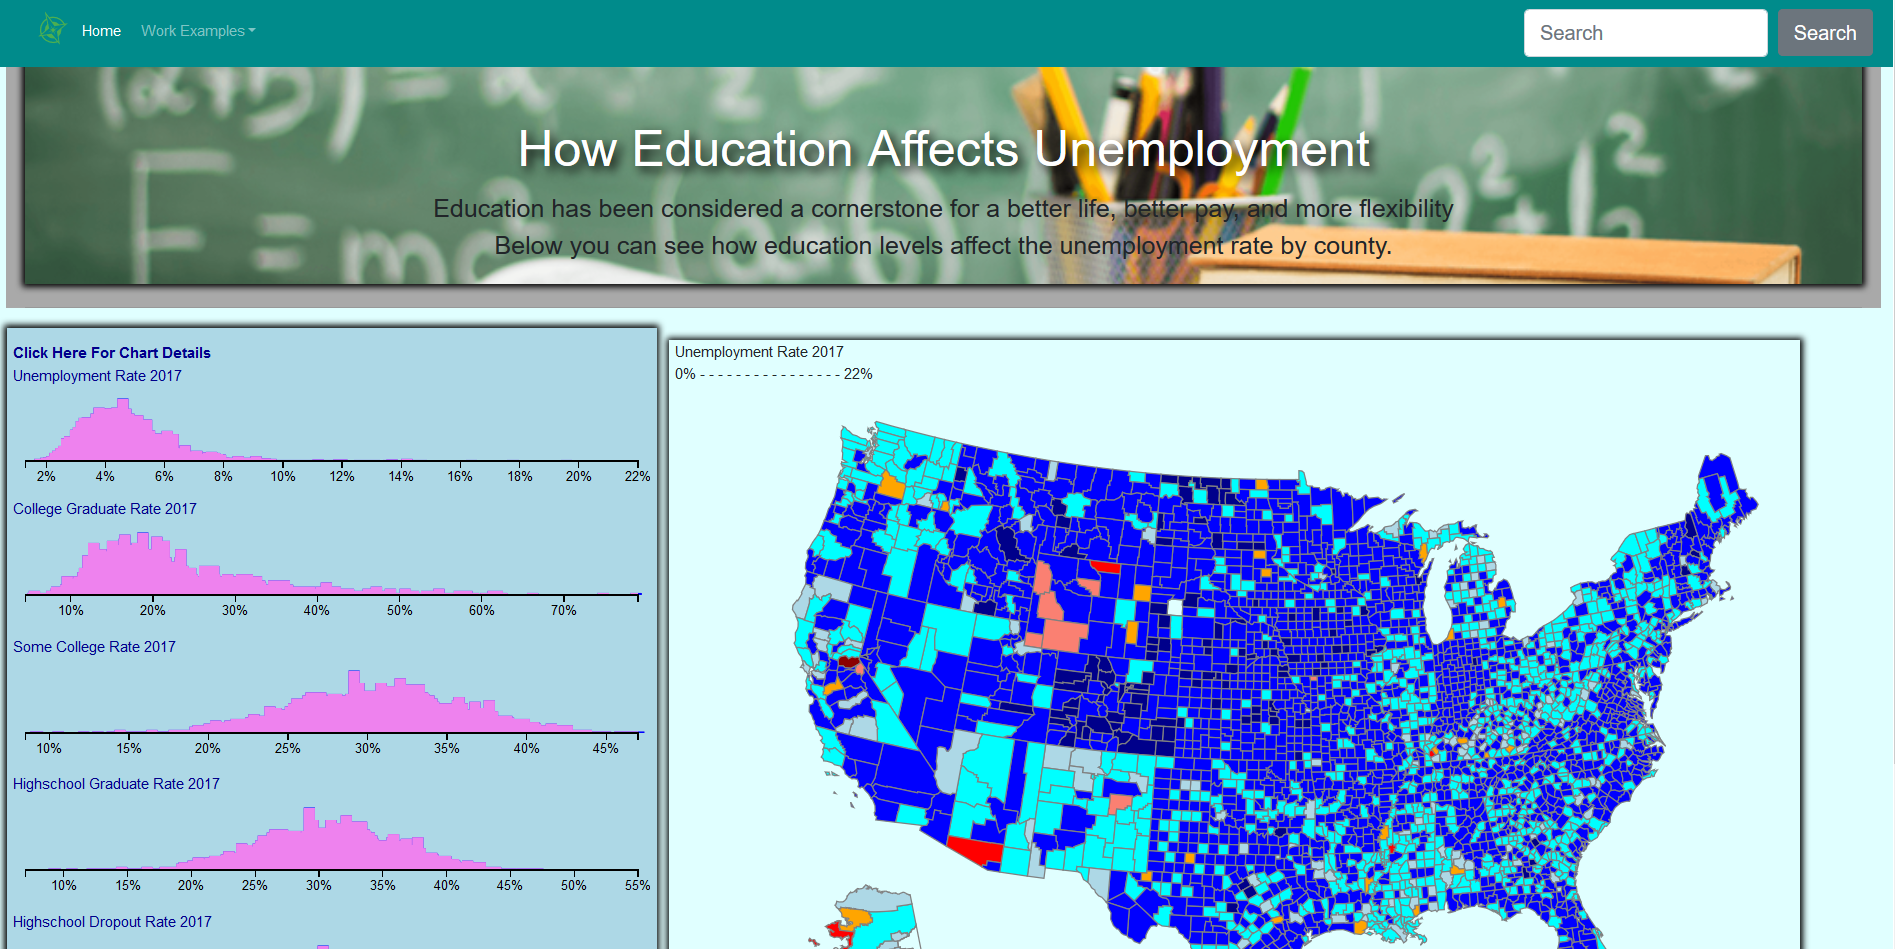 Home Work Examples Search Search
How Education Affects Unemployment
Education has been considered a cornerstone for a better life, better pay, and more flexibility
Below you can see how education levels affect the unemployment rate by county.
Click Here For Chart Details
Unemployment Rate 2017
2% 4% 6% 8% 10% 12% 14% 16% 18% 20% 22%
College Graduate Rate 2017
10% 20% 30% 40% 50% 60% 70%
Some College Rate 2017
10% 15% 20% 25% 30% 35% 40% 45%
Highschool Graduate Rate 2017
10% 15% 20% 25% 30% 35% 40% 45% 50% 55%
Highschool Dropout Rate 2017
Unemployment Rate 2017
0% - - - - - - - - - - - - - - - - 22%